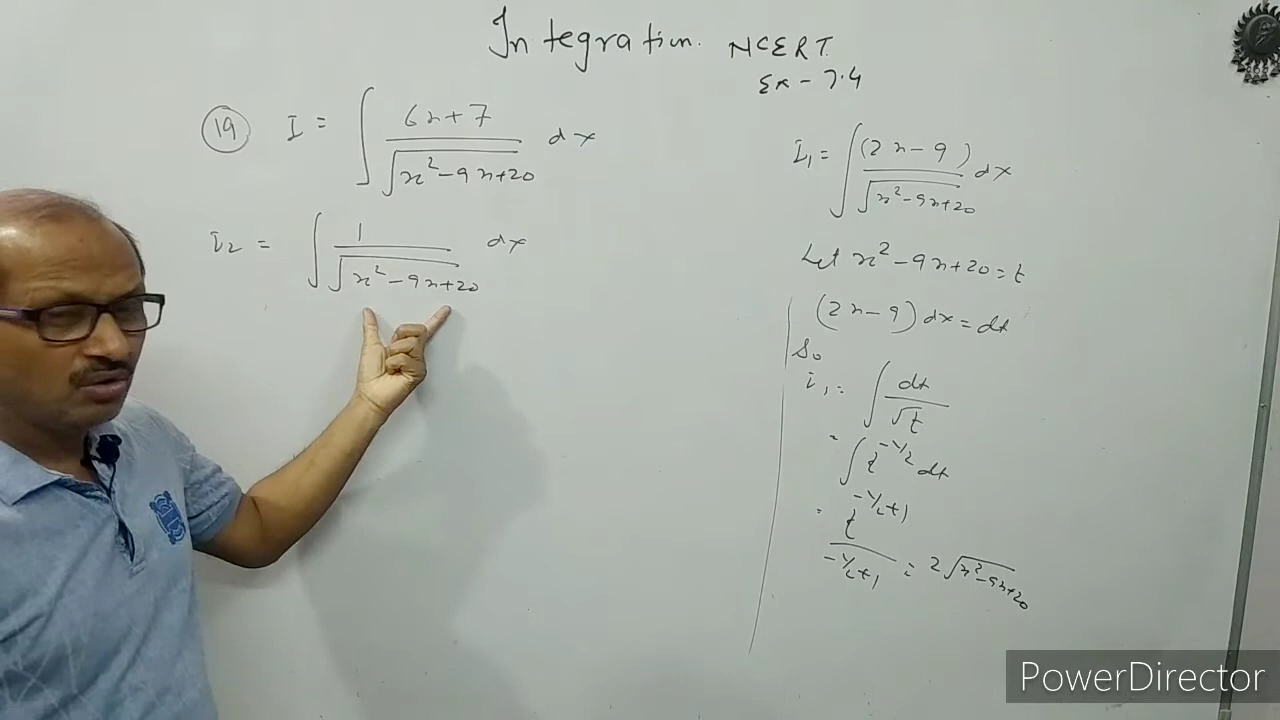 Integration. NCERT
Ex - 7.4
(19) I = ∫ 6x+7 / √(x²-9x+20) dx
I₂ = ∫ 1 / √(x²-9x+20) dx
I₁ = ∫ (2x-9) / √(x²-9x+20) dx
Let x²-9x+20 = t
(2x-9) dx = dt
So
I₁ = ∫ dt / √t
= ∫ t^(-1/2) dt
= t^(-1/2+1) / (-1/2+1) = 2√(x²-9x+20)
PowerDirector